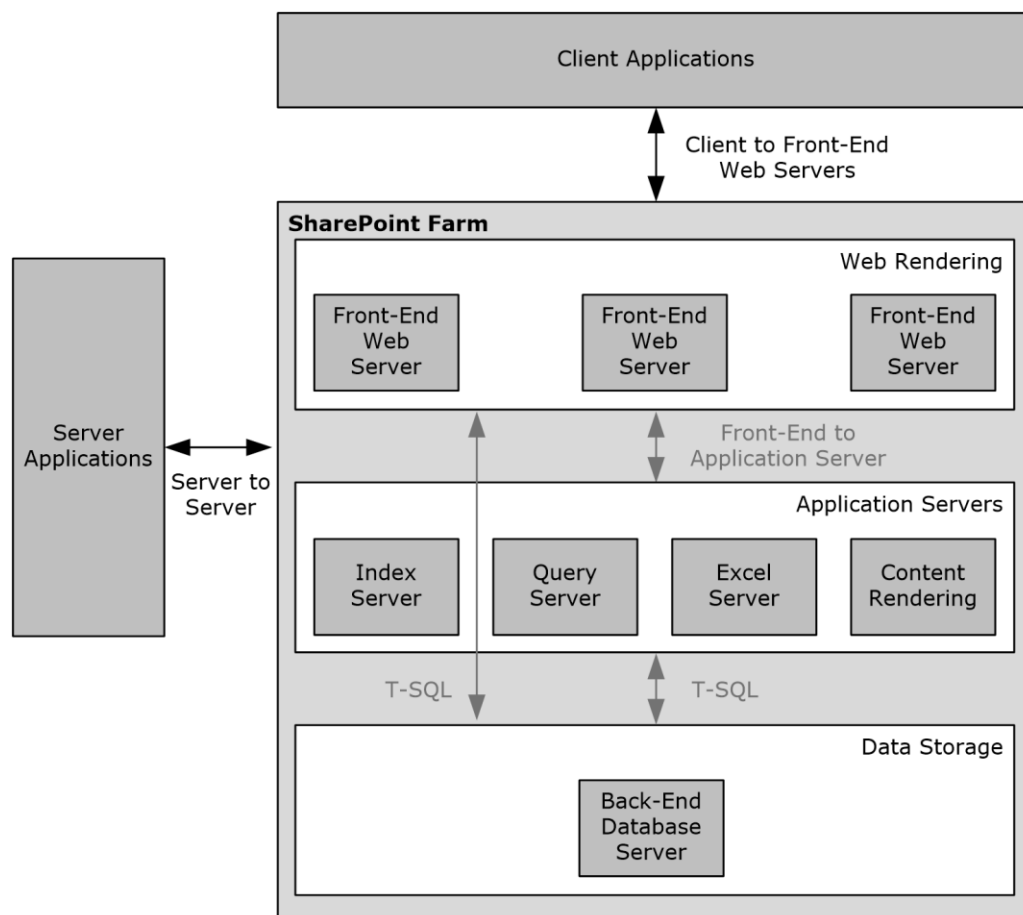 Client Applications
Client to Front-End
Web Servers
SharePoint Farm
Web Rendering
Front-End
Web
Server
Front-End
Web
Server
Front-End
Web
Server
Server
Applications
Server to
Server
Front-End to
Application Server
Application Servers
Index
Server
Query
Server
Excel
Server
Content
Rendering
T-SQL
T-SQL
Data Storage
Back-End
Database
Server